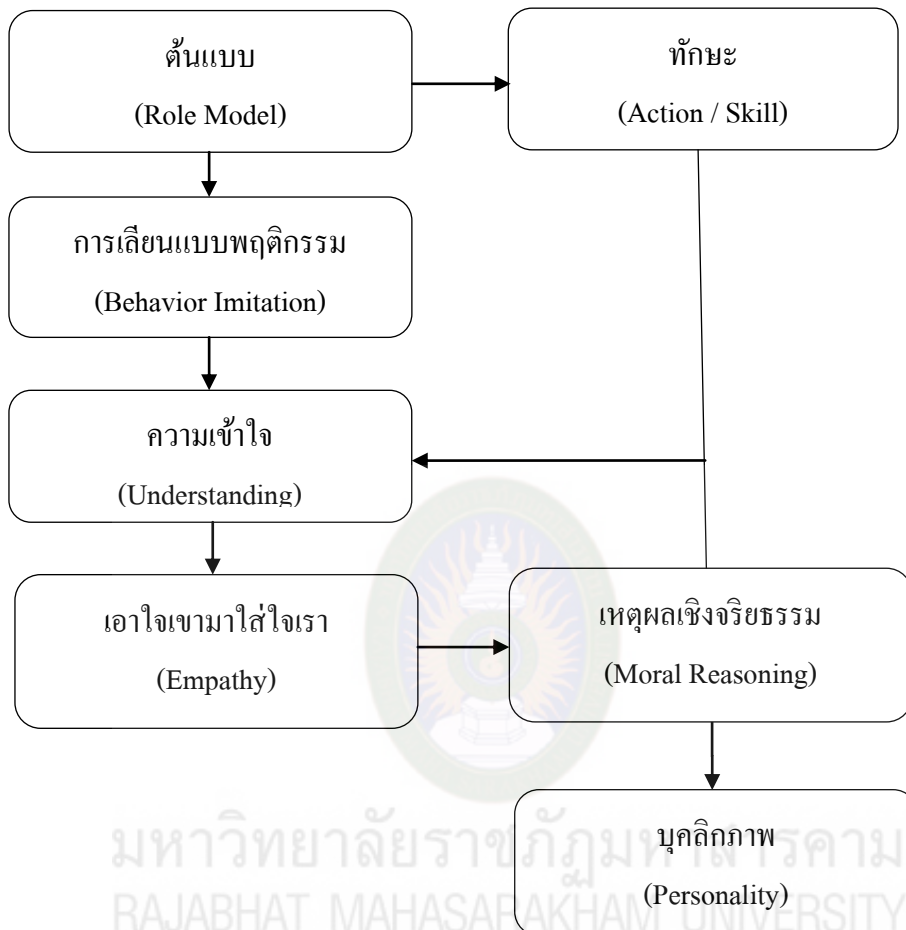 ต้นแบบ
(Role Model)
ทักษะ
(Action / Skill)
การเลียนแบบพฤติกรรม
(Behavior Imitation)
ความเข้าใจ
(Understanding)
เอาใจเขามาใส่ใจเรา
(Empathy)
เหตุผลเชิงจริยธรรม
(Moral Reasoning)
บุคลิกภาพ
(Personality)
มหาวิทยาลัยราชภัฏมหาสารคาม
RAJABHAT MAHASARAKHAM UNIVERSITY